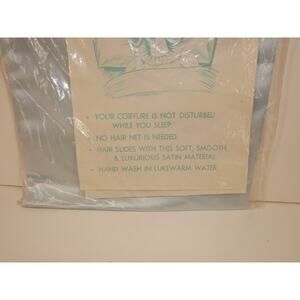 • YOUR COIFFURE IS NOT DISTURBED
WHILE YOU SLEEP.
• NO HAIR NET IS NEEDED.
• HAIR SLIDES WITH THIS SOFT, SMOOTH,
& LUXURIOUS SATIN MATERIAL.
• HAND WASH IN LUKEWARM WATER.